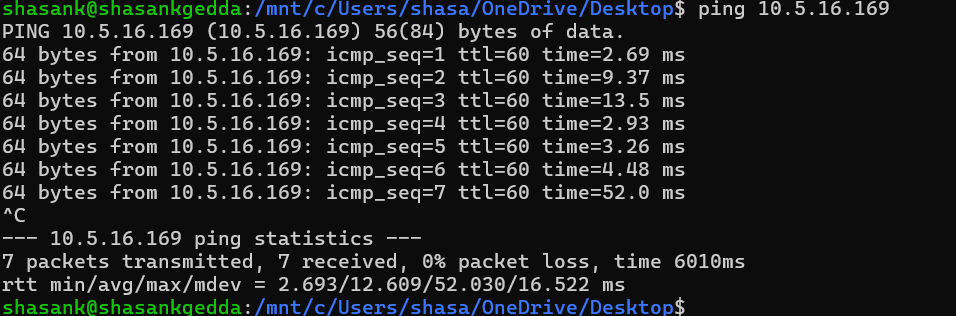 shasank@shasankgedda:/mnt/c/Users/shasa/OneDrive/Desktop$ ping 10.5.16.169
PING 10.5.16.169 (10.5.16.169) 56(84) bytes of data.
64 bytes from 10.5.16.169: icmp_seq=1 ttl=60 time=2.69 ms
64 bytes from 10.5.16.169: icmp_seq=2 ttl=60 time=9.37 ms
64 bytes from 10.5.16.169: icmp_seq=3 ttl=60 time=13.5 ms
64 bytes from 10.5.16.169: icmp_seq=4 ttl=60 time=2.93 ms
64 bytes from 10.5.16.169: icmp_seq=5 ttl=60 time=3.26 ms
64 bytes from 10.5.16.169: icmp_seq=6 ttl=60 time=4.48 ms
64 bytes from 10.5.16.169: icmp_seq=7 ttl=60 time=52.0 ms
^C
--- 10.5.16.169 ping statistics ---
7 packets transmitted, 7 received, 0% packet loss, time 6010ms
rtt min/avg/max/mdev = 2.693/12.609/52.030/16.522 ms
shasank@shasankgedda:/mnt/c/Users/shasa/OneDrive/Desktop$